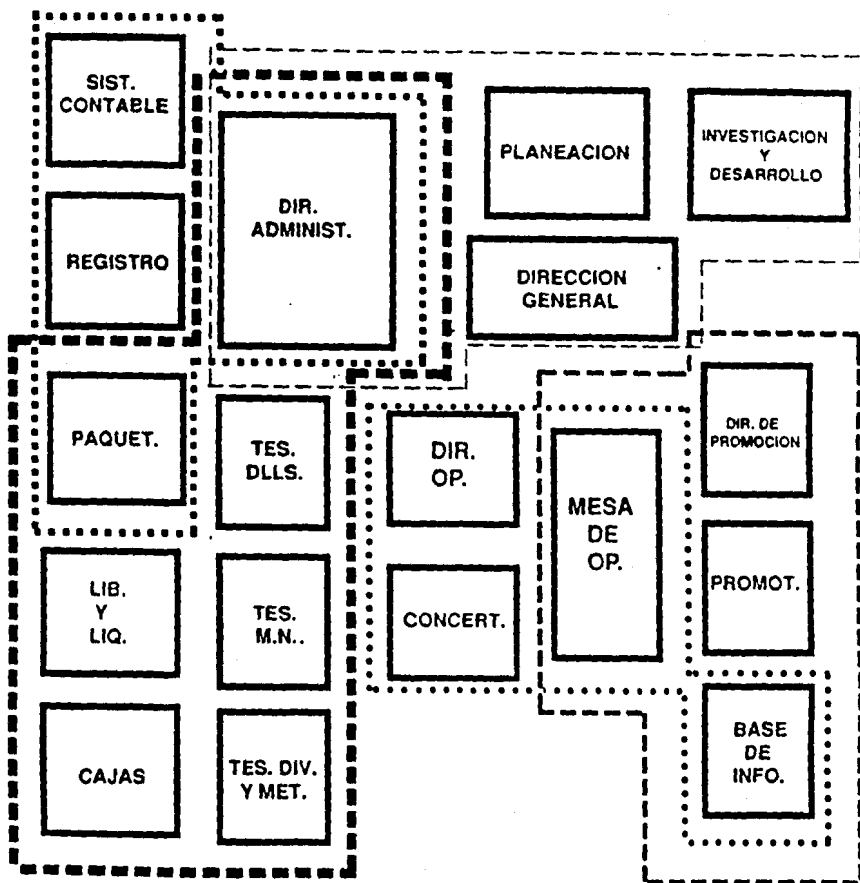 SIST.
CONTABLE
PLANEACION
INVESTIGACION
Y
DESARROLLO
DIR.
ADMINIST.
REGISTRO
DIRECCION
GENERAL
PAQUET.
TES.
DLLS.
DIR.
OP.
MESA
DE
OP.
DIR. DE
PROMOCION
LIB.
Y
LIQ.
TES.
M.N..
CONCERT.
PROMOT.
CAJAS
TES. DIV.
Y MET.
BASE
DE
INFO.